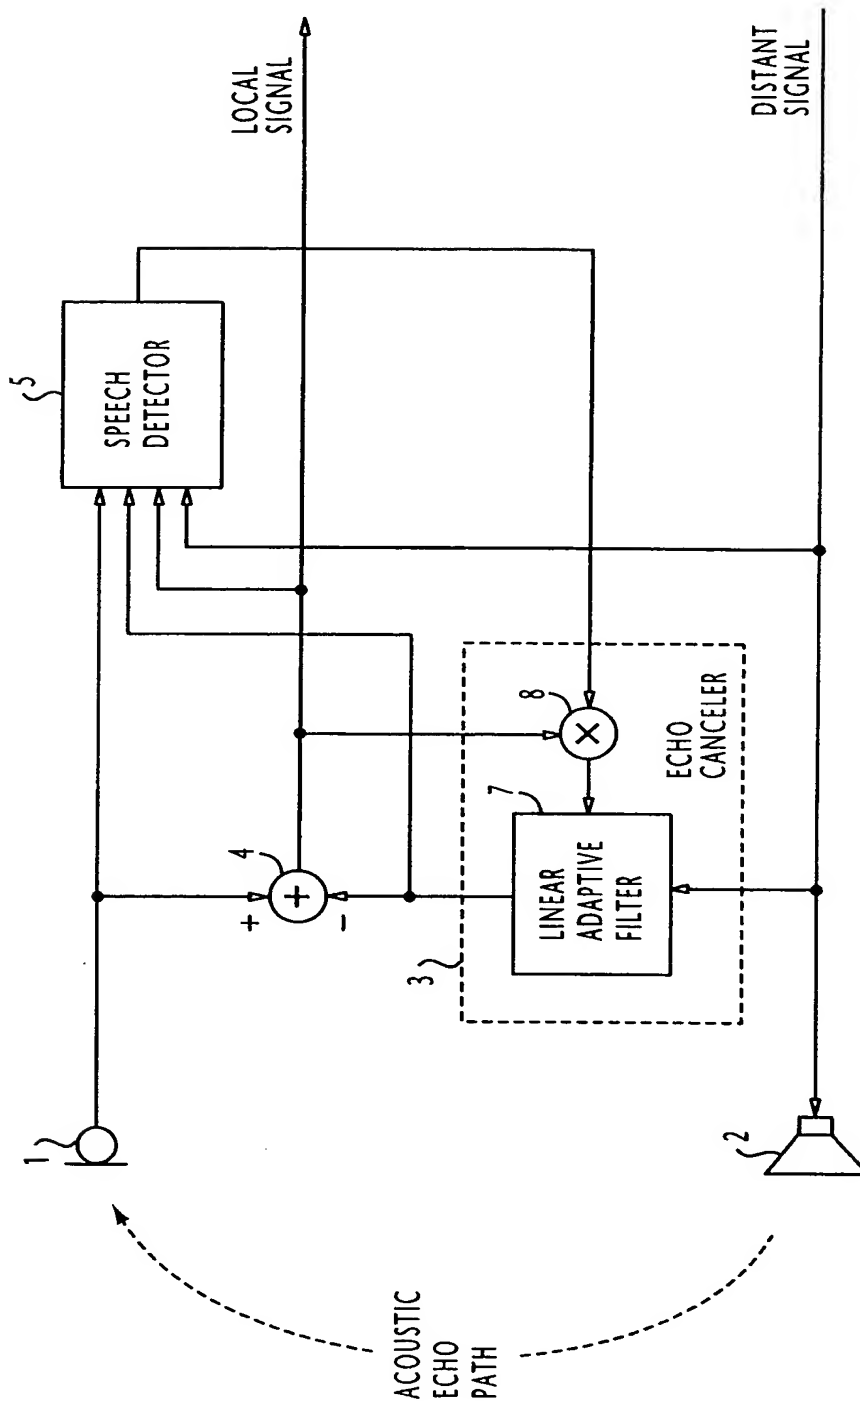 ACOUSTIC
ECHO
PATH
1
2
3
+
-
4
+
LINEAR
ADAPTIVE
FILTER
7
8
X
ECHO
CANCELER
SPEECH
DETECTOR
5
LOCAL
SIGNAL
DISTANT
SIGNAL